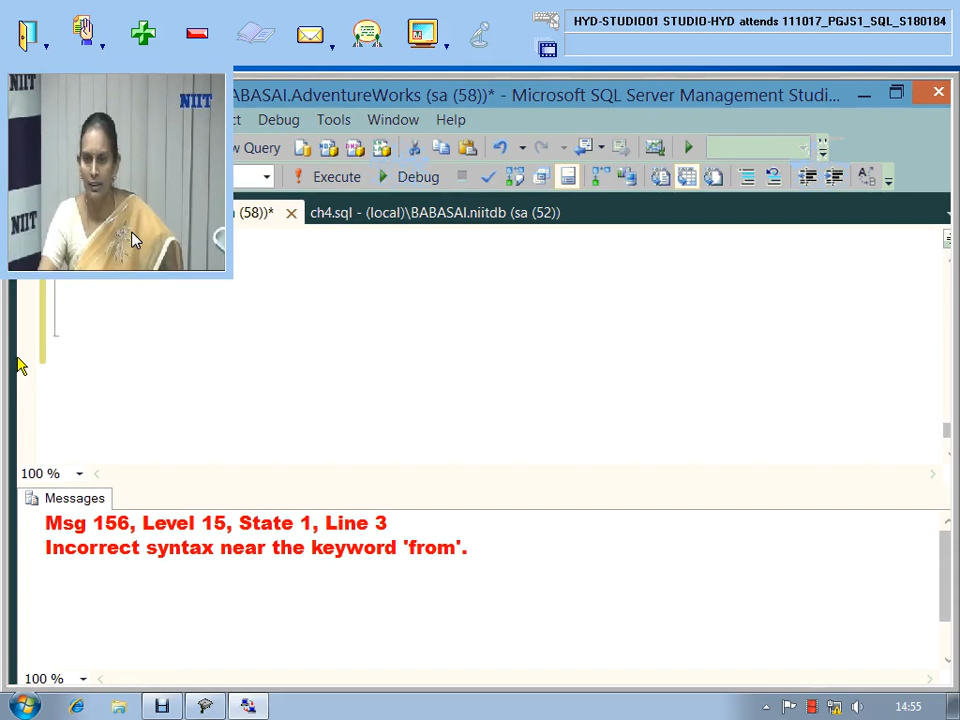 HYD-STUDIO01 STUDIO-HYD attends 111017_PGJS1_SQL_S180184
NIIT
NIIT
NIIT
ABASAI.AdventureWorks (sa (58))* - Microsoft SQL Server Management Studi...
ct Debug Tools Window Help
w Query
Execute Debug
(58))* ch4.sql - (local)\BABASAI.niitdb (sa (52))
100 %
Messages
Msg 156, Level 15, State 1, Line 3
Incorrect syntax near the keyword 'from'.
100 %
14:55